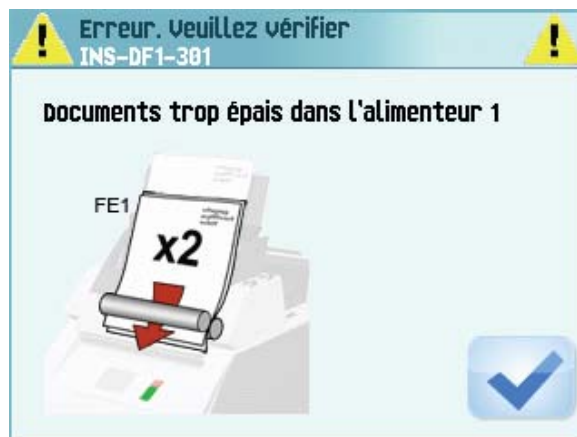 Erreur. Veuillez vérifier
INS-DF1-301
Documents trop épais dans l'alimenteur 1
FE1
x2